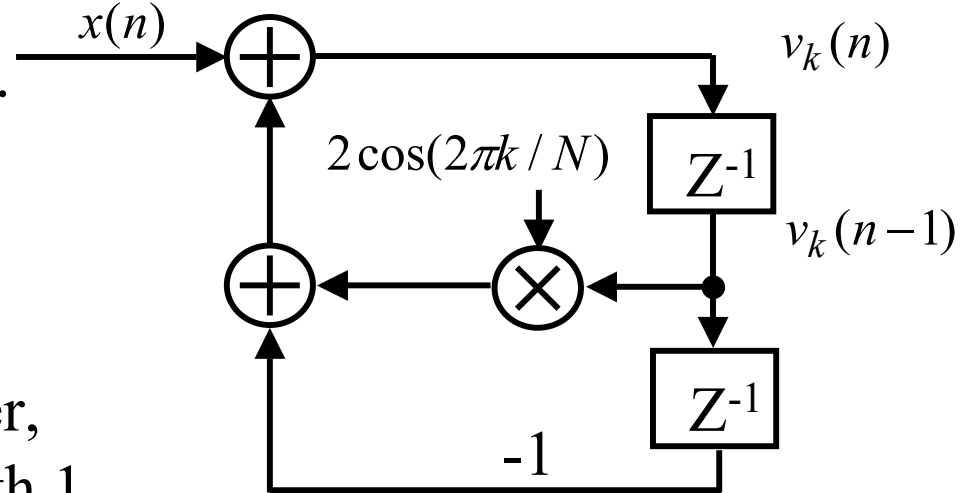 x(n)
v_k(n)
.
2cos(2πk / N)
Z^-1
v_k(n−1)
Z^-1
-1